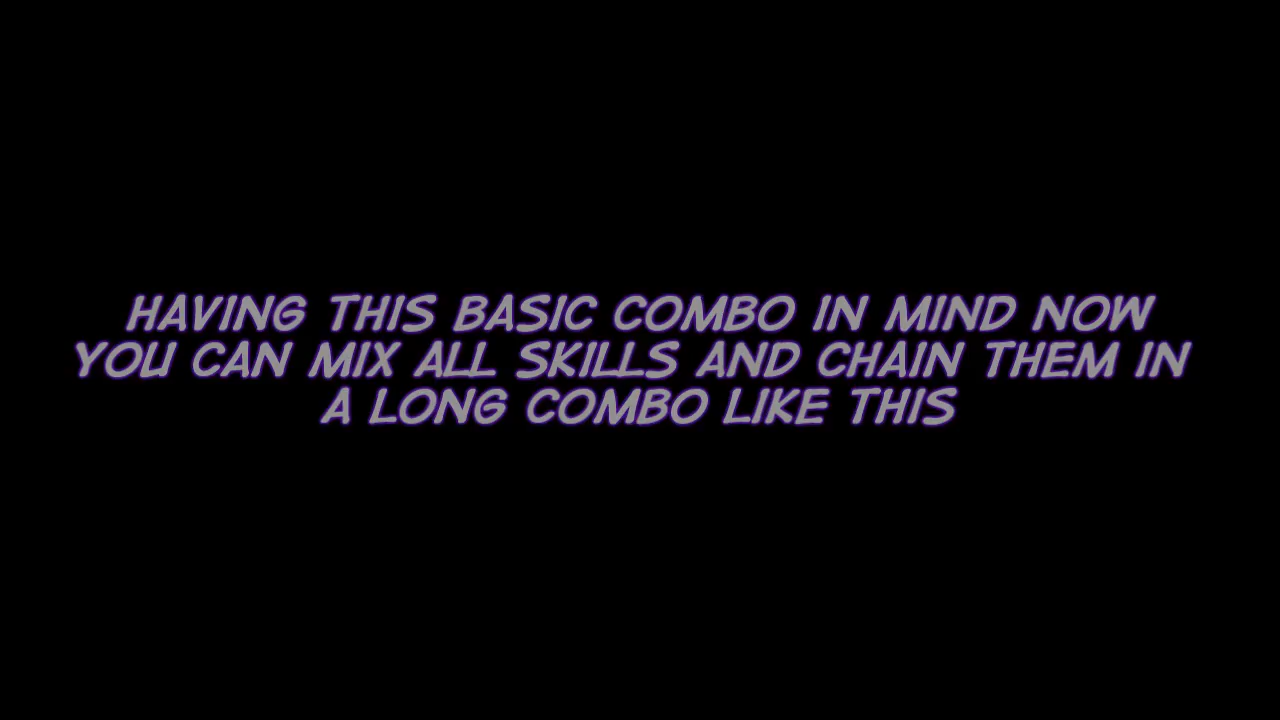 HAVING THIS BASIC COMBO IN MIND NOW
YOU CAN MIX ALL SKILLS AND CHAIN THEM IN
A LONG COMBO LIKE THIS